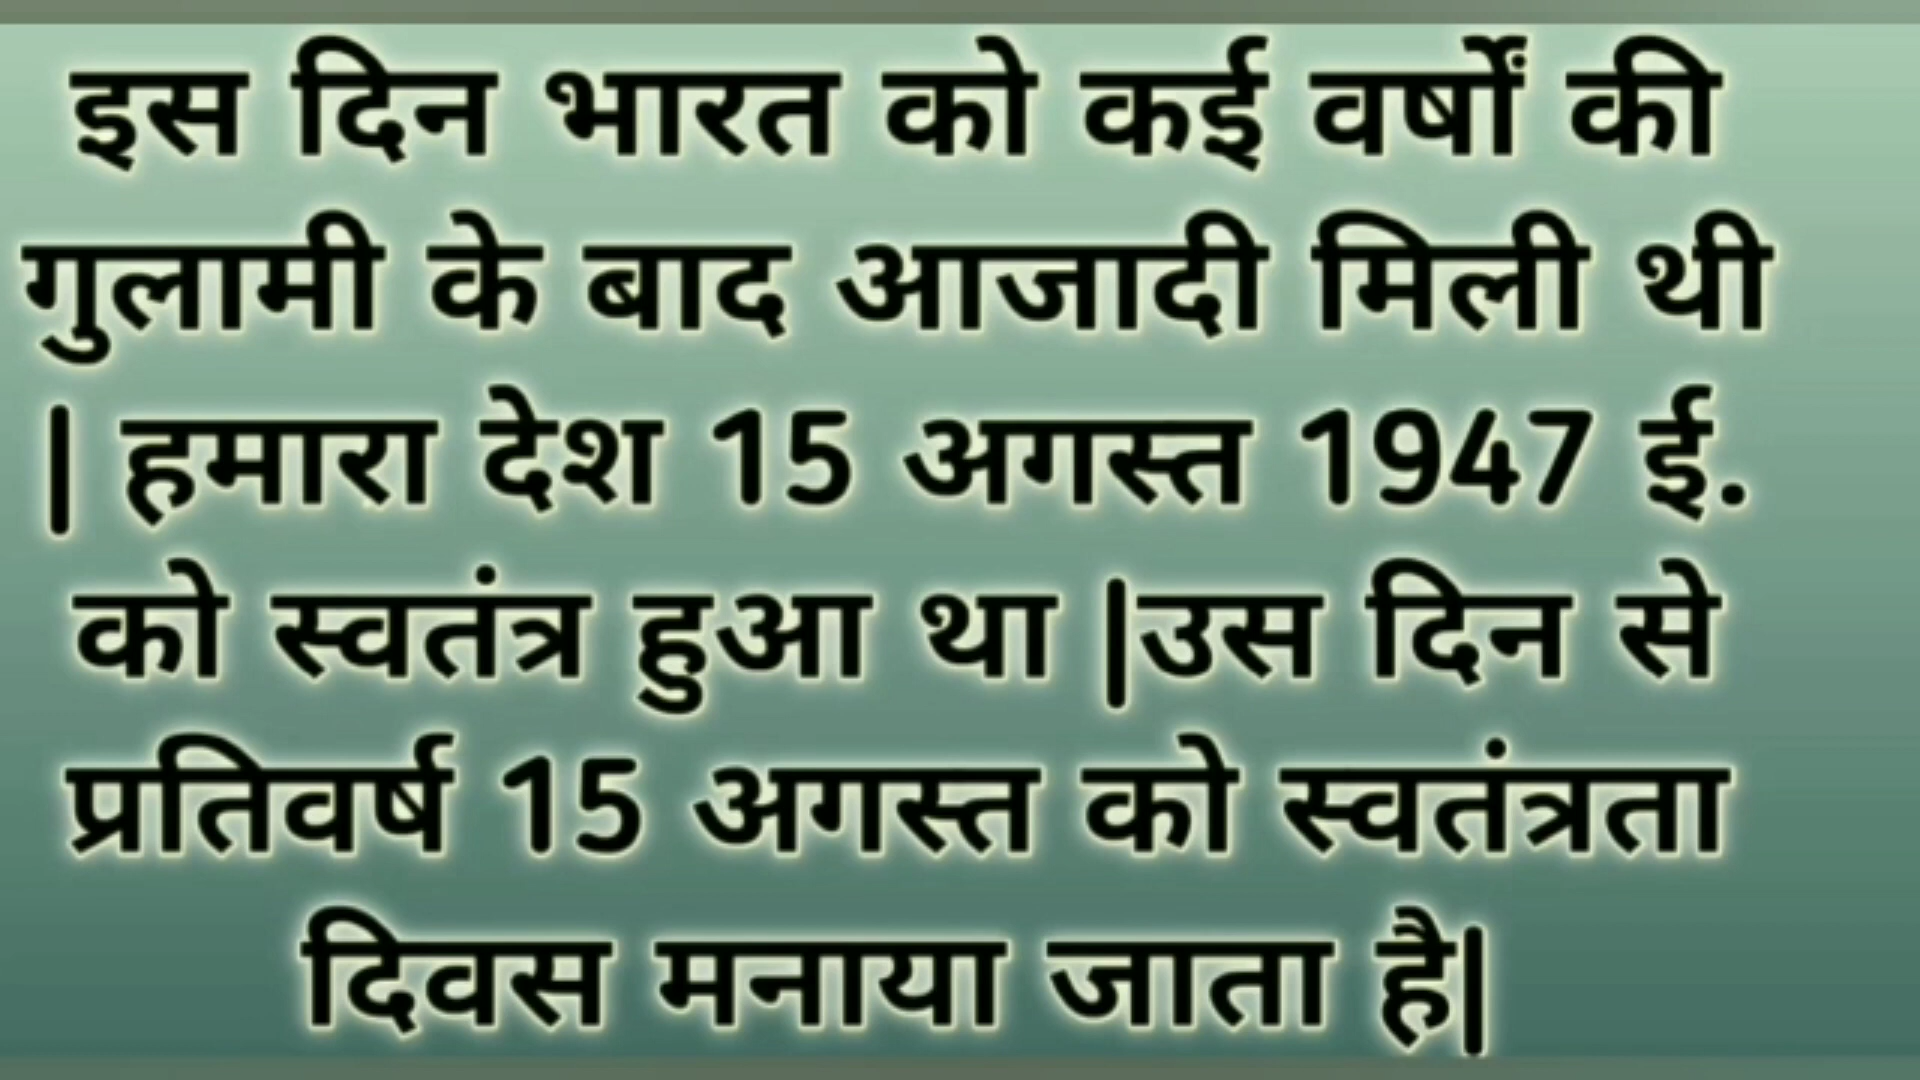 इस दिन भारत को कई वर्षों की
गुलामी के बाद आजादी मिली थी
| हमारा देश 15 अगस्त 1947 ई.
को स्वतंत्र हुआ था |उस दिन से
प्रतिवर्ष 15 अगस्त को स्वतंत्रता
दिवस मनाया जाता है|